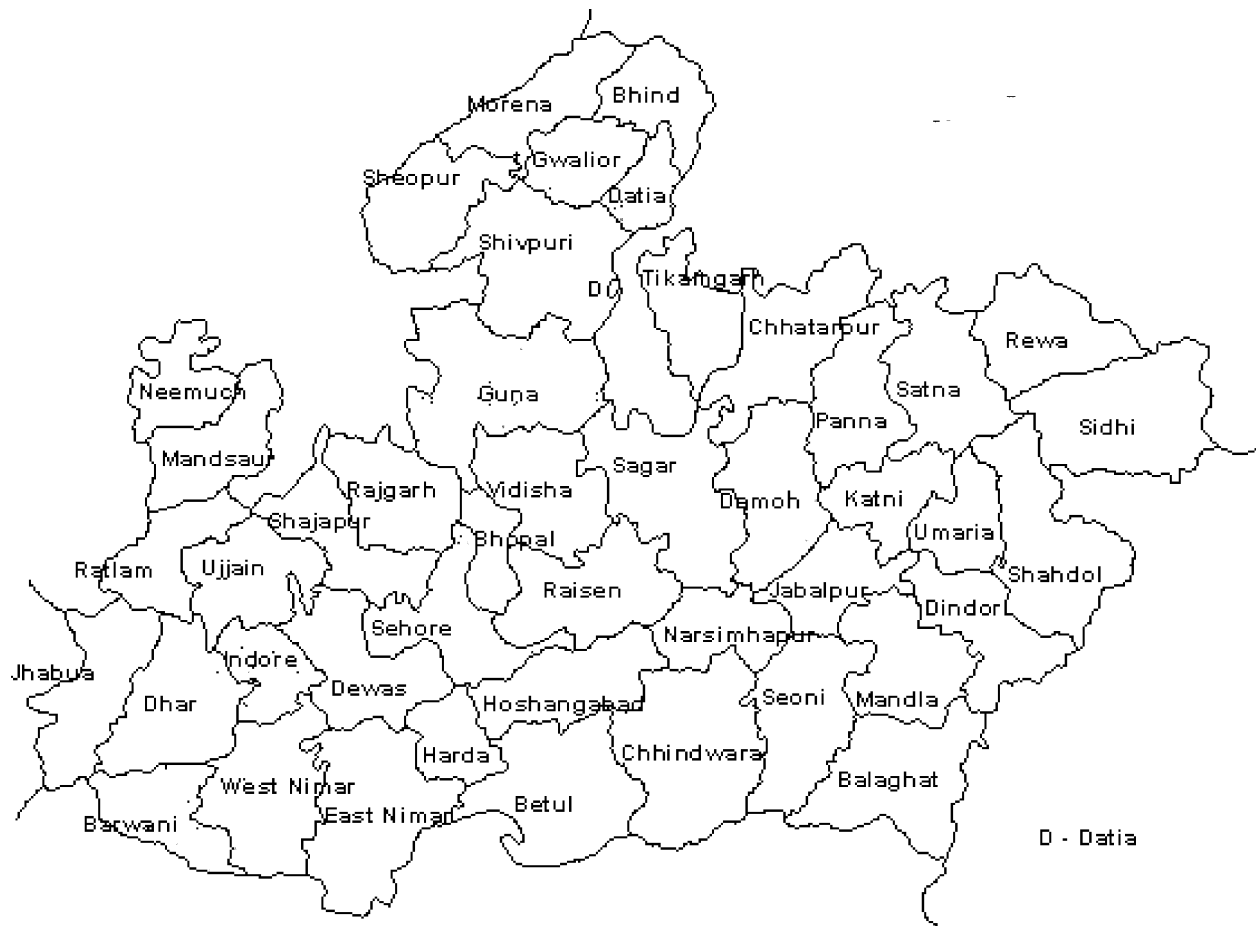 Morena
Bhind
Gwalior
Sheopur
Datia
Shivpuri
Tikamgarh
D
Chhatarpur
Rewa
Neemuch
Guna
Satna
Panna
Sidhi
Mandsaur
Rajgarh
Vidisha
Sagar
Damoh
Katni
Shajapur
Bhopal
Umaria
Ratlam
Ujjain
Raisen
Jabalpur
Dindori
Shahdol
Sehore
Narsimhapur
Jhabua
Indore
Dewas
Dhar
Hoshangabad
Seoni
Mandla
Harda
Chhindwara
West Nimar
Balaghat
Barwani
East Nimar
Betul
D - Datia